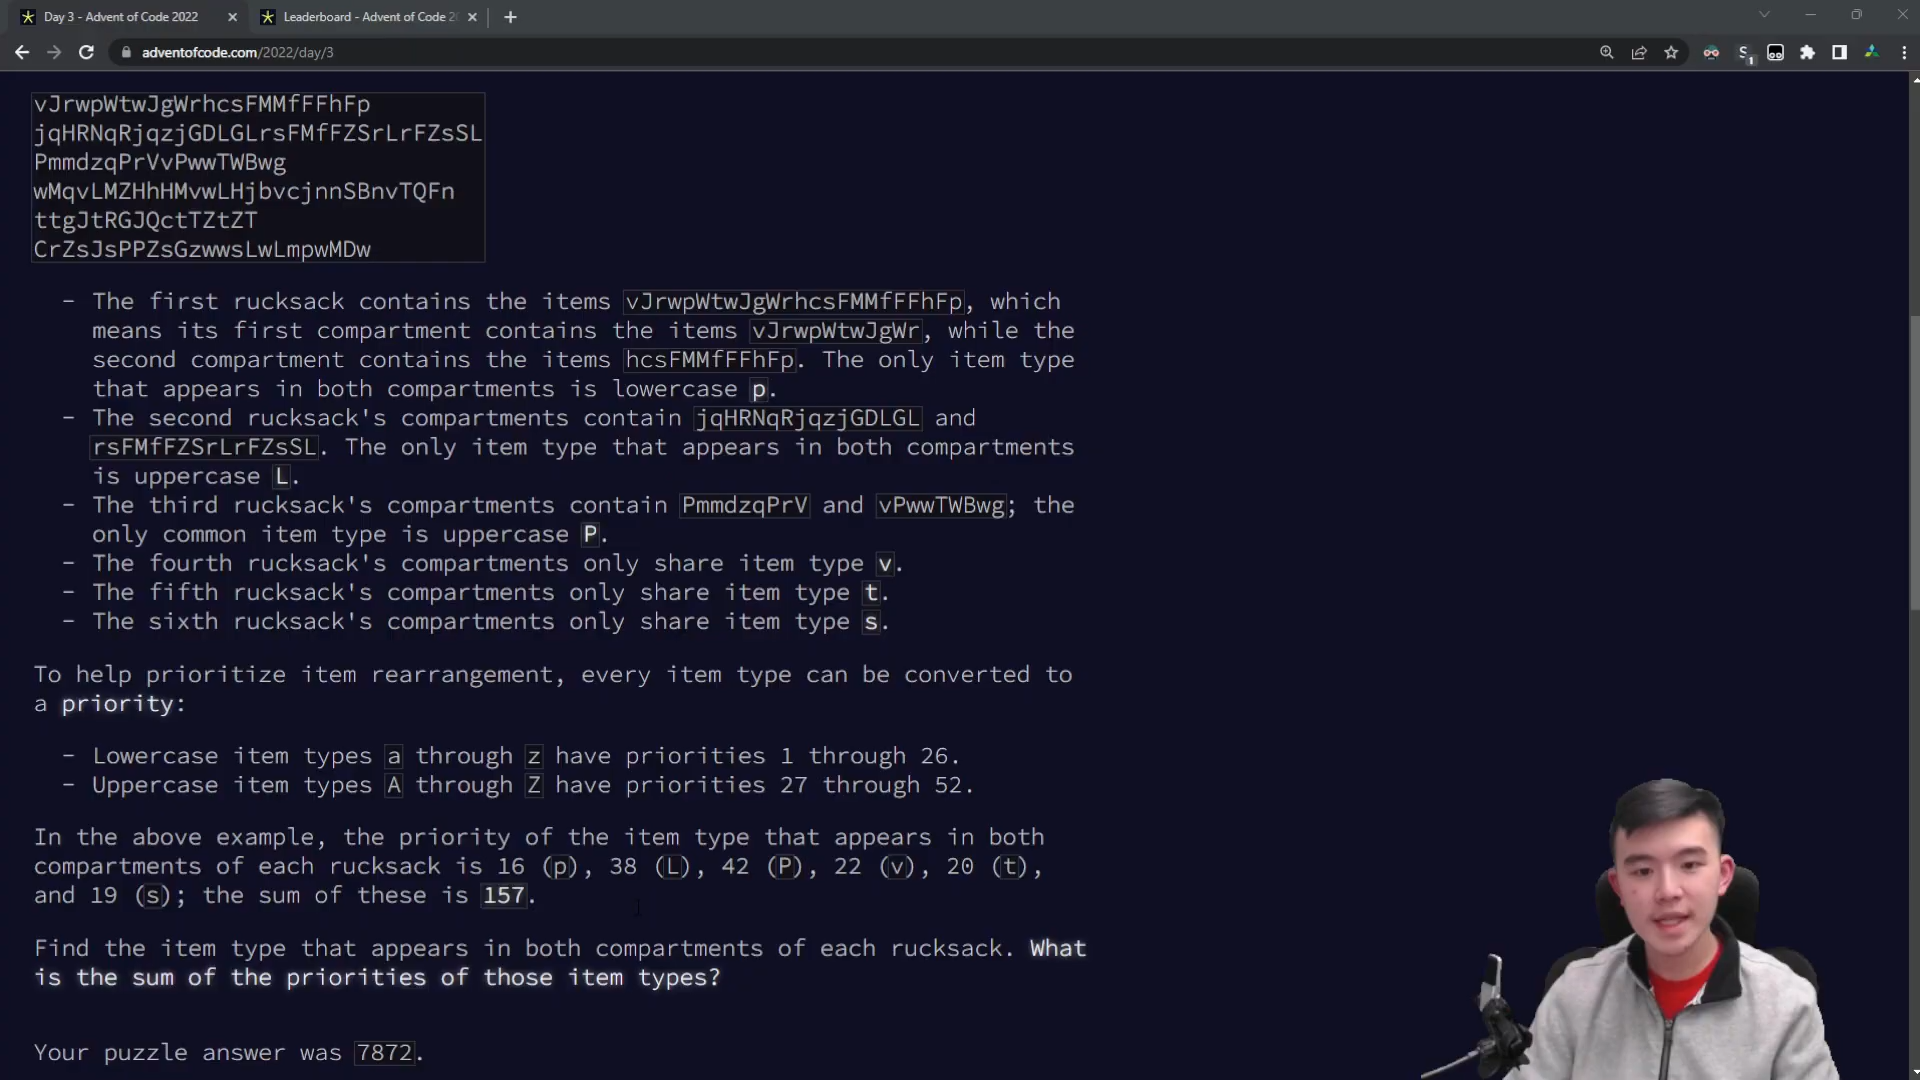 Day 3 - Advent of Code 2022
Leaderboard - Advent of Code 2
adventofcode.com/2022/day/3
vJrwpWtwJgWrhcsFMMfFFhFp
jqHRNqRjqzjGDLGLrsFMfFZSrLrFZsSL
PmmdzqPrVvPwwTWBwg
wMqvLMZHhHMvwLHjbvcjnnSBnvTQFn
ttgJtRGJQctTZtZT
CrZsJsPPZsGzwwsLwLmpwMDw
- The first rucksack contains the items vJrwpWtwJgWrhcsFMMfFFhFp, which
means its first compartment contains the items vJrwpWtwJgWr, while the
second compartment contains the items hcsFMMfFFhFp. The only item type
that appears in both compartments is lowercase p.
- The second rucksack's compartments contain jqHRNqRjqzjGDLGL and
rsFMfFZSrLrFZsSL. The only item type that appears in both compartments
is uppercase L.
- The third rucksack's compartments contain PmmdzqPrV and vPwwTWBwg; the
only common item type is uppercase P.
- The fourth rucksack's compartments only share item type v.
- The fifth rucksack's compartments only share item type t.
- The sixth rucksack's compartments only share item type s.
To help prioritize item rearrangement, every item type can be converted to
a priority:
- Lowercase item types a through z have priorities 1 through 26.
- Uppercase item types A through Z have priorities 27 through 52.
In the above example, the priority of the item type that appears in both
compartments of each rucksack is 16 (p), 38 (L), 42 (P), 22 (v), 20 (t),
and 19 (s); the sum of these is 157.
Find the item type that appears in both compartments of each rucksack. What
is the sum of the priorities of those item types?
Your puzzle answer was 7872.